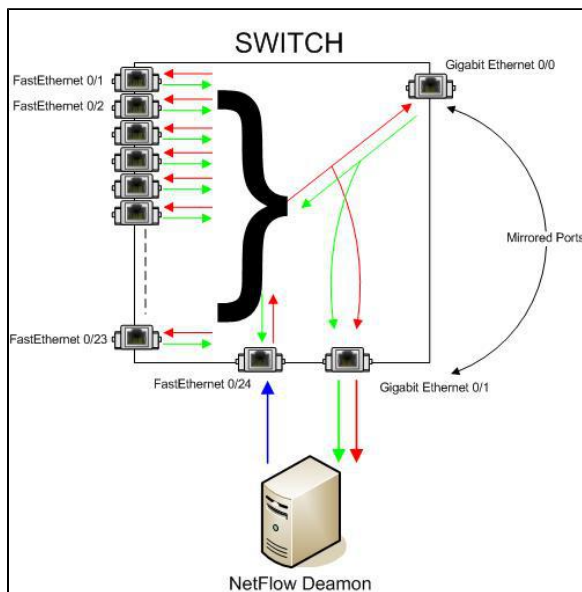 SWITCH
FastEthernet 0/1
Gigabit Ethernet 0/0
FastEthernet 0/2
Mirrored Ports
FastEthernet 0/23
FastEthernet 0/24
Gigabit Ethernet 0/1
NetFlow Deamon